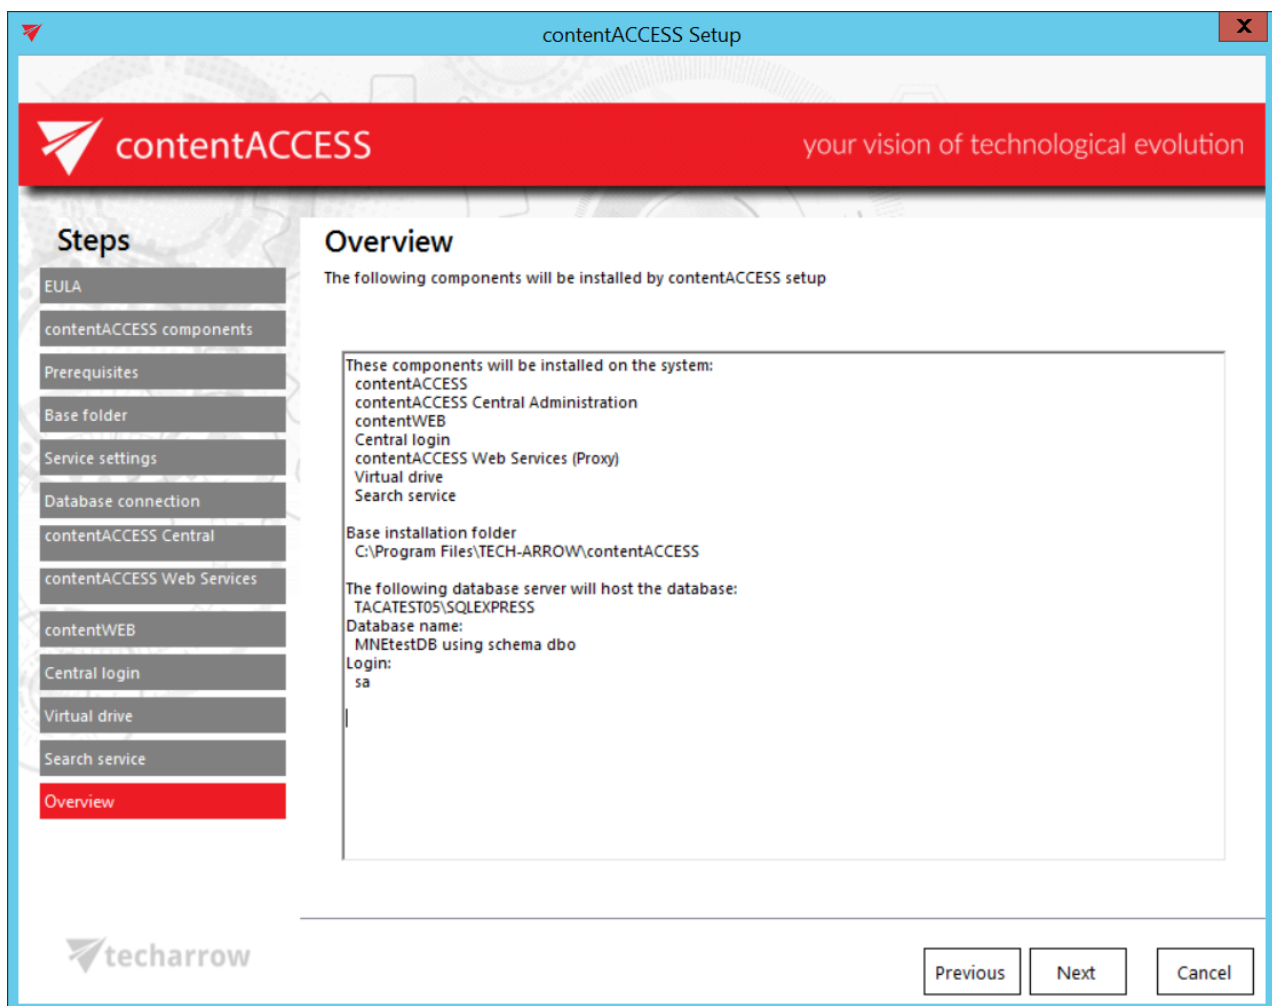 contentACCESS Setup
X
contentACCESS
your vision of technological evolution
Steps
EULA
contentACCESS components
Prerequisites
Base folder
Service settings
Database connection
contentACCESS Central
contentACCESS Web Services
contentWEB
Central login
Virtual drive
Search service
Overview
Overview
The following components will be installed by contentACCESS setup
These components will be installed on the system:
contentACCESS
contentACCESS Central Administration
contentWEB
Central login
contentACCESS Web Services (Proxy)
Virtual drive
Search service
Base installation folder
C:\Program Files\TECH-ARROW\contentACCESS
The following database server will host the database:
TACATEST05\SQLEXPRESS
Database name:
MNEtestDB using schema dbo
Login:
sa
techarrow
Previous
Next
Cancel